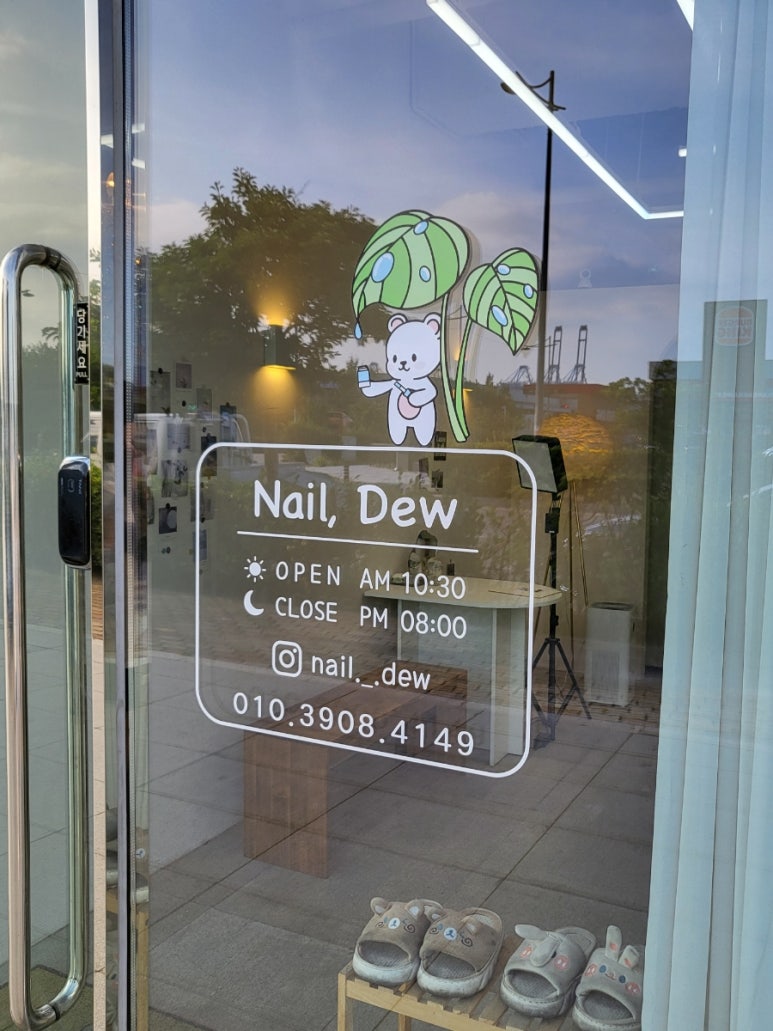 당기세요
PULL
Nail, Dew
OPEN AM 10:30
CLOSE PM 08:00
nail._.dew
010.3908.4149